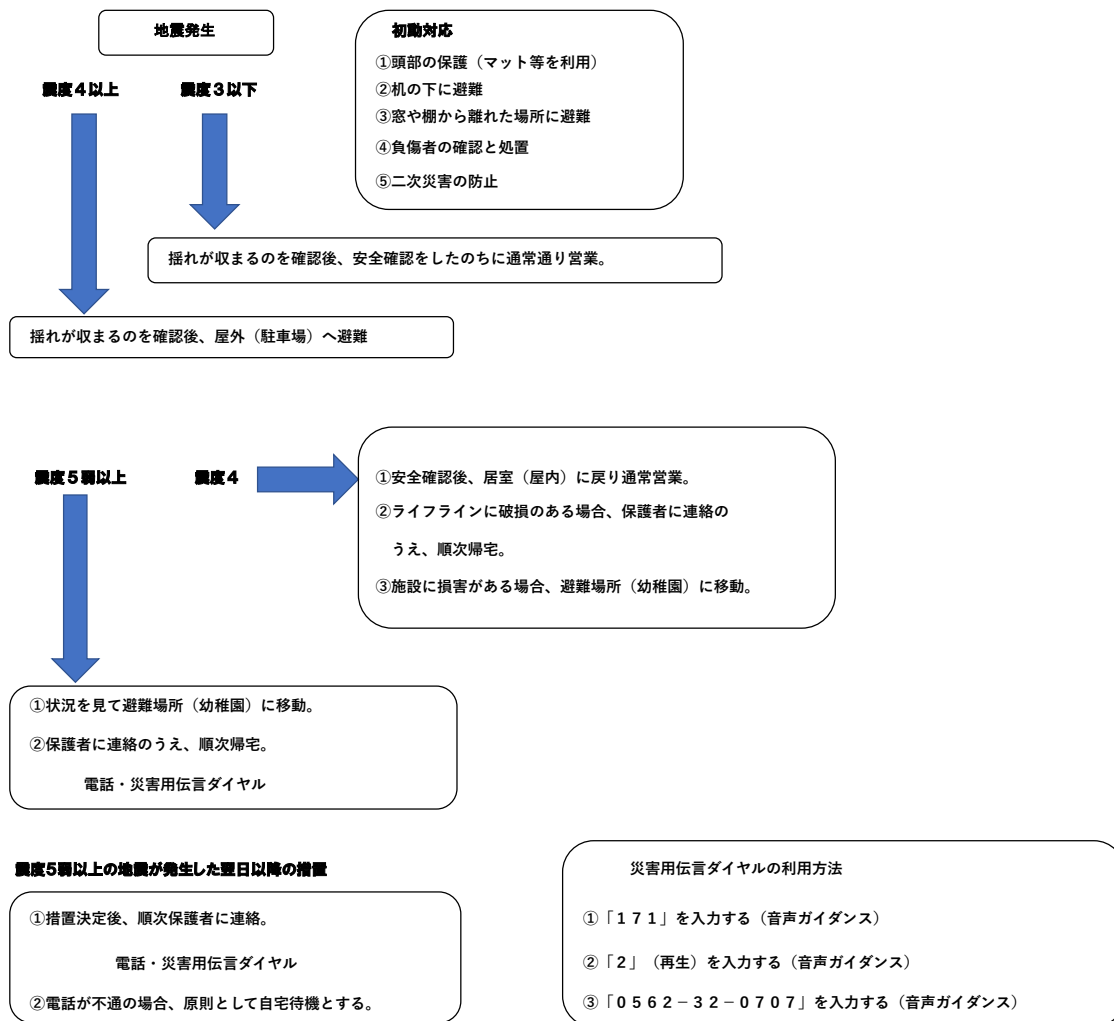 地震発生
初動対応
①頭部の保護（マット等を利用）
②机の下に避難
③窓や棚から離れた場所に避難
④負傷者の確認と処置
⑤二次災害の防止
震度４以上
震度３以下
揺れが収まるのを確認後、安全確認をしたのちに通常通り営業。
揺れが収まるのを確認後、屋外（駐車場）へ避難
震度５弱以上
震度４
①安全確認後、居室（屋内）に戻り通常営業。
②ライフラインに破損のある場合、保護者に連絡の
うえ、順次帰宅。
③施設に損害がある場合、避難場所（幼稚園）に移動。
①状況を見て避難場所（幼稚園）に移動。
②保護者に連絡のうえ、順次帰宅。
電話・災害用伝言ダイヤル
震度5弱以上の地震が発生した翌日以降の措置
①措置決定後、順次保護者に連絡。
電話・災害用伝言ダイヤル
②電話が不通の場合、原則として自宅待機とする。
災害用伝言ダイヤルの利用方法
①「１７１」を入力する（音声ガイダンス）
②「２」（再生）を入力する（音声ガイダンス）
③「０５６２－３２－０７０７」を入力する（音声ガイダンス）